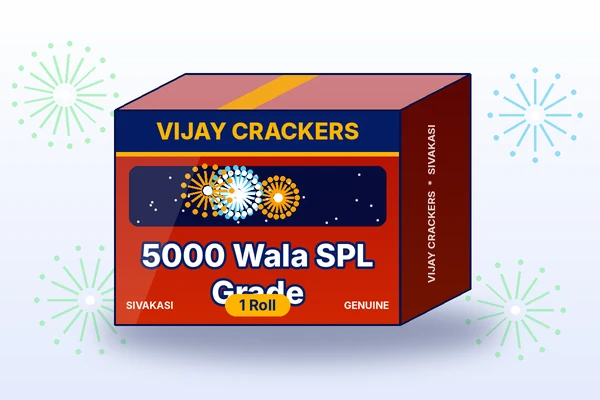 VIJAY CRACKERS
5000 Wala SPL
Grade
1 Roll
SIVAKASI
GENUINE
VIJAY CRACKERS * SIVAKASI